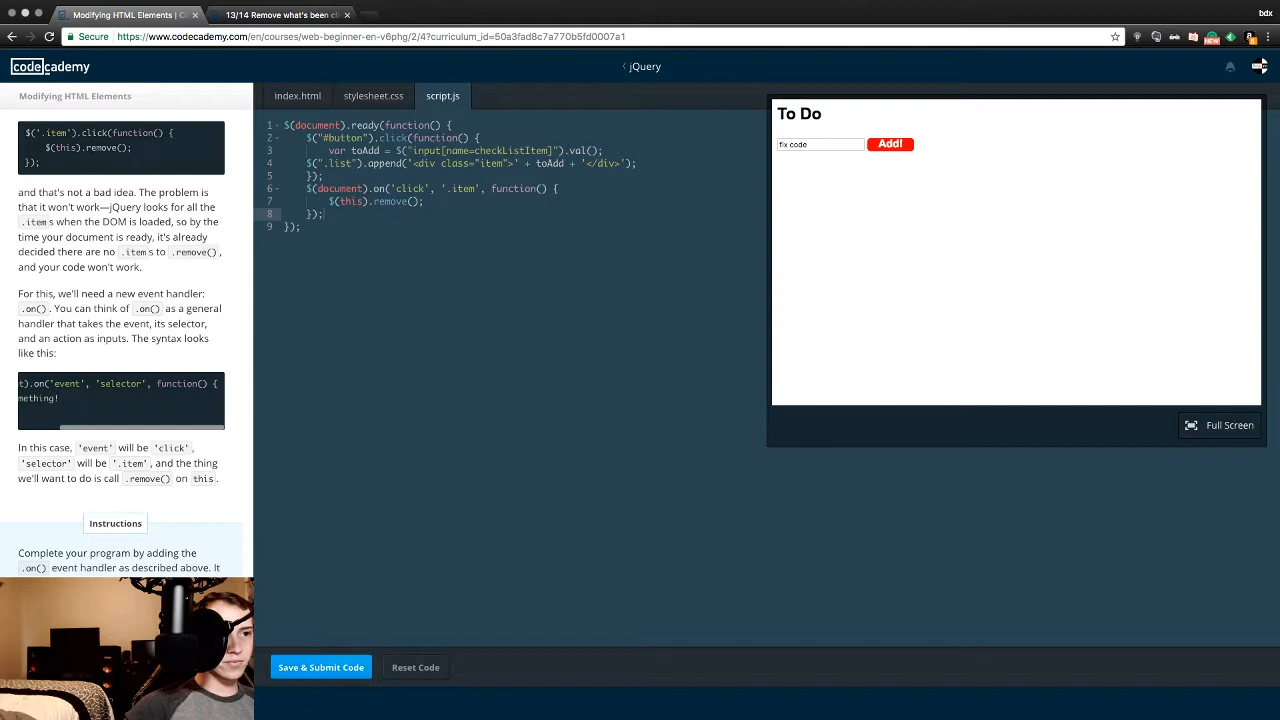 Modifying HTML Elements | C
13/14 Remove what's been cli
bdx
Secure
https://www.codecademy.com/en/courses/web-beginner-en-v6phg/2/4?curriculum_id=50a3fad8c7a770b5fd0007a1
NEW
codecademy
jQuery
Modifying HTML Elements
index.html
stylesheet.css
script.js
$('.item').click(function() {
$(this).remove();
});
and that's not a bad idea. The problem is
that it won't work—jQuery looks for all the
.item s when the DOM is loaded, so by the
time your document is ready, it's already
decided there are no .item s to .remove(),
and your code won't work.
For this, we'll need a new event handler:
.on(). You can think of .on() as a general
handler that takes the event, its selector,
and an action as inputs. The syntax looks
like this:
t).on('event', 'selector', function() {
mething!
In this case, 'event' will be 'click',
'selector' will be '.item', and the thing
we'll want to do is call .remove() on this.
Instructions
Complete your program by adding the
.on() event handler as described above. It
1 $(document).ready(function() {
2 $("#button").click(function() {
3 var toAdd = $("input[name=checkListItem]").val();
4 $(".list").append('<div class="item">' + toAdd + '</div>');
5 });
6 $(document).on('click', '.item', function() {
7 $(this).remove();
8 });
9 });
To Do
fix code
Add!
Full Screen
Save & Submit Code
Reset Code